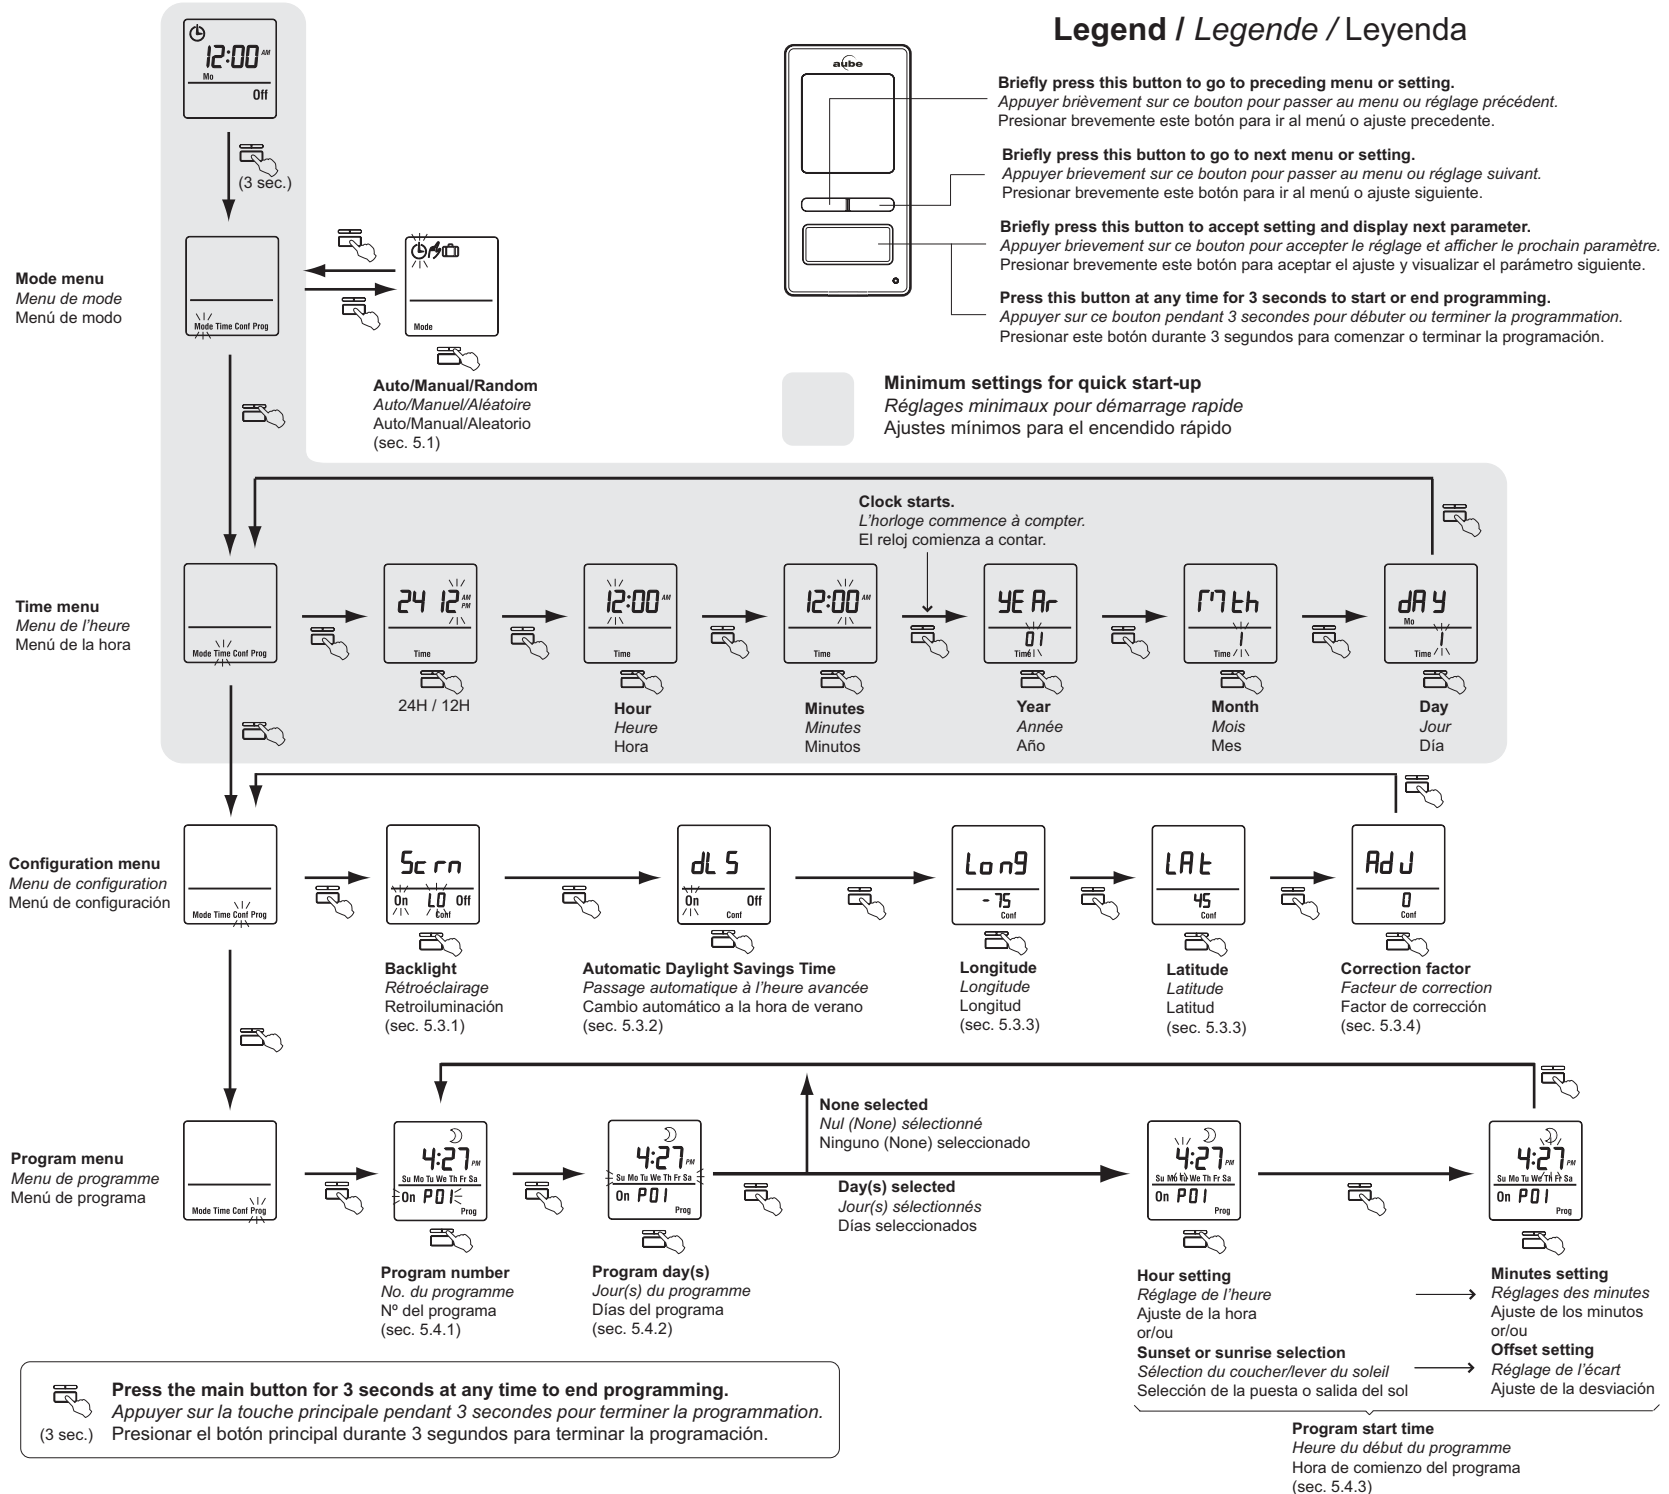 Legend / Legende / Leyenda
aube
Briefly press this button to go to preceding menu or setting.
Appuyer brièvement sur ce bouton pour passer au menu ou réglage précédent.
Presionar brevemente este botón para ir al menú o ajuste precedente.
Briefly press this button to go to next menu or setting.
Appuyer brievement sur ce bouton pour passer au menu ou réglage suivant.
Presionar brevemente este botón para ir al menú o ajuste siguiente.
Briefly press this button to accept setting and display next parameter.
Appuyer brievement sur ce bouton pour accepter le réglage et afficher le prochain paramètre.
Presionar brevemente este botón para aceptar el ajuste y visualizar el parámetro siguiente.
Press this button at any time for 3 seconds to start or end programming.
Appuyer sur ce bouton pendant 3 secondes pour débuter ou terminer la programmation.
Presionar este botón durante 3 segundos para comenzar o terminar la programación.
Minimum settings for quick start-up
Réglages minimaux pour démarrage rapide
Ajustes mínimos para el encendido rápido
12:00 AM
Mo
Off
(3 sec.)
Mode menu
Menu de mode
Menú de modo
Mode Time Conf Prog
Mode
Auto/Manual/Random
Auto/Manuel/Aléatoire
Auto/Manual/Aleatorio
(sec. 5.1)
Clock starts.
L'horloge commence à compter.
El reloj comienza a contar.
Time menu
Menu de l'heure
Menú de la hora
Mode Time Conf Prog
24 12 AM PM
Time
24H / 12H
12:00 AM
Time
Hour
Heure
Hora
12:00 AM
Time
Minutes
Minutes
Minutos
YEAr
01
Time
Year
Année
Año
Mth
1
Time
Month
Mois
Mes
dAY
Mo
1
Time
Day
Jour
Día
Configuration menu
Menu de configuration
Menú de configuración
Mode Time Conf Prog
Scrn
On LO Off
Conf
Backlight
Rétroéclairage
Retroiluminación
(sec. 5.3.1)
dLS
On Off
Conf
Automatic Daylight Savings Time
Passage automatique à l'heure avancée
Cambio automático a la hora de verano
(sec. 5.3.2)
Long
- 75
Conf
Longitude
Longitude
Longitud
(sec. 5.3.3)
LAt
45
Conf
Latitude
Latitude
Latitud
(sec. 5.3.3)
AdJ
0
Conf
Correction factor
Facteur de correction
Factor de corrección
(sec. 5.3.4)
Program menu
Menu de programme
Menú de programa
Mode Time Conf Prog
4:27 PM
Su Mo Tu We Th Fr Sa
On P01
Prog
Program number
No. du programme
Nº del programa
(sec. 5.4.1)
4:27 PM
Su Mo Tu We Th Fr Sa
On P01
Prog
Program day(s)
Jour(s) du programme
Días del programa
(sec. 5.4.2)
None selected
Nul (None) sélectionné
Ninguno (None) seleccionado
Day(s) selected
Jour(s) sélectionnés
Días seleccionados
4:27 PM
Su Mo Tu We Th Fr Sa
On P01
Prog
Hour setting
Réglage de l'heure
Ajuste de la hora
or/ou
Sunset or sunrise selection
Sélection du coucher/lever du soleil
Selección de la puesta o salida del sol
4:27 PM
Su Mo Tu We Th Fr Sa
On P01
Prog
Minutes setting
Réglages des minutes
Ajuste de los minutos
or/ou
Offset setting
Réglage de l'écart
Ajuste de la desviación
Program start time
Heure du début du programme
Hora de comienzo del programa
(sec. 5.4.3)
Press the main button for 3 seconds at any time to end programming.
Appuyer sur la touche principale pendant 3 secondes pour terminer la programmation.
(3 sec.) Presionar el botón principal durante 3 segundos para terminar la programación.